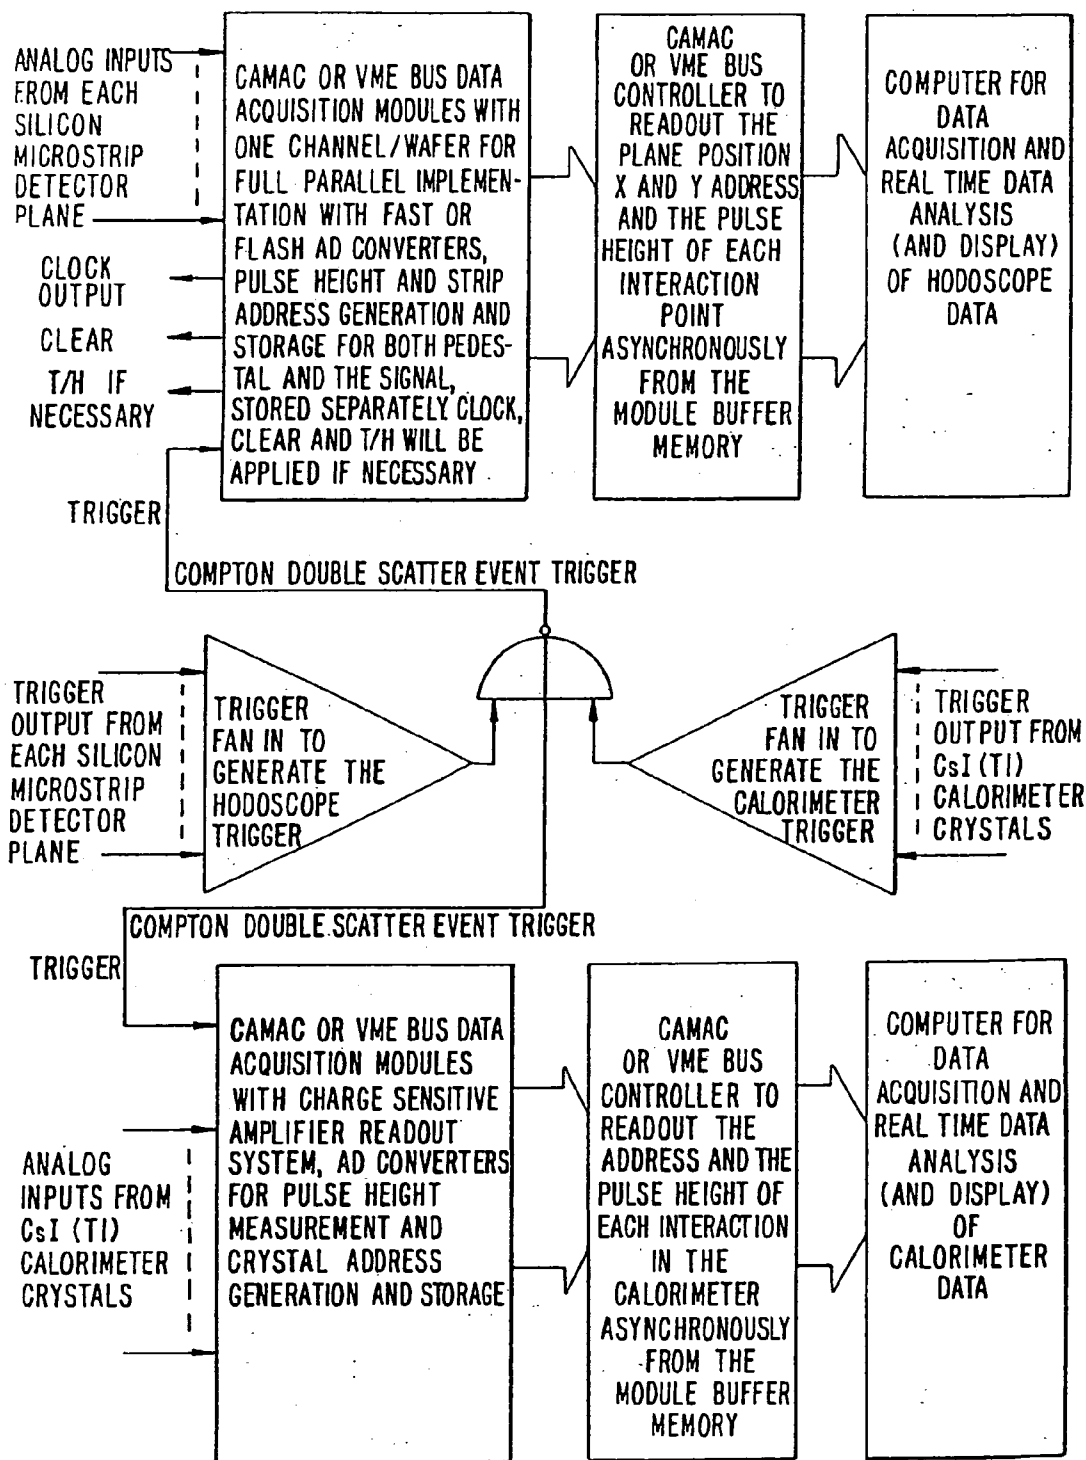 ANALOG INPUTS
FROM EACH
SILICON
MICROSTRIP
DETECTOR
PLANE
CLOCK
OUTPUT
CLEAR
T/H IF
NECESSARY
TRIGGER
CAMAC OR VME BUS DATA
ACQUISITION MODULES WITH
ONE CHANNEL/WAFER FOR
FULL PARALLEL IMPLEMEN-
TATION WITH FAST OR
FLASH AD CONVERTERS,
PULSE HEIGHT AND STRIP
ADDRESS GENERATION AND
STORAGE FOR BOTH PEDES-
TAL AND THE SIGNAL,
STORED SEPARATELY CLOCK,
CLEAR AND T/H WILL BE
APPLIED IF NECESSARY
CAMAC
OR VME BUS
CONTROLLER TO
READOUT THE
PLANE POSITION
X AND Y ADDRESS
AND THE PULSE
HEIGHT OF EACH
INTERACTION
POINT
ASYNCHRONOUSLY
FROM THE
MODULE BUFFER
MEMORY
COMPUTER FOR
DATA
ACQUISITION AND
REAL TIME DATA
ANALYSIS
(AND DISPLAY)
OF HODOSCOPE
DATA
COMPTON DOUBLE SCATTER EVENT TRIGGER
TRIGGER
OUTPUT FROM
EACH SILICON
MICROSTRIP
DETECTOR
PLANE
TRIGGER
FAN IN TO
GENERATE THE
HODOSCOPE
TRIGGER
TRIGGER
FAN IN TO
GENERATE THE
CALORIMETER
TRIGGER
TRIGGER
OUTPUT FROM
CsI (Tl)
CALORIMETER
CRYSTALS
COMPTON DOUBLE SCATTER EVENT TRIGGER
TRIGGER
ANALOG
INPUTS FROM
CsI (Tl)
CALORIMETER
CRYSTALS
CAMAC OR VME BUS DATA
ACQUISITION MODULES
WITH CHARGE SENSITIVE
AMPLIFIER READOUT
SYSTEM, AD CONVERTERS
FOR PULSE HEIGHT
MEASUREMENT AND
CRYSTAL ADDRESS
GENERATION AND STORAGE
CAMAC
OR VME BUS
CONTROLLER TO
READOUT THE
ADDRESS AND THE
PULSE HEIGHT OF
EACH INTERACTION
IN THE
CALORIMETER
ASYNCHRONOUSLY
FROM THE
MODULE BUFFER
MEMORY
COMPUTER FOR
DATA
ACQUISITION AND
REAL TIME DATA
ANALYSIS
(AND DISPLAY)
OF
CALORIMETER
DATA